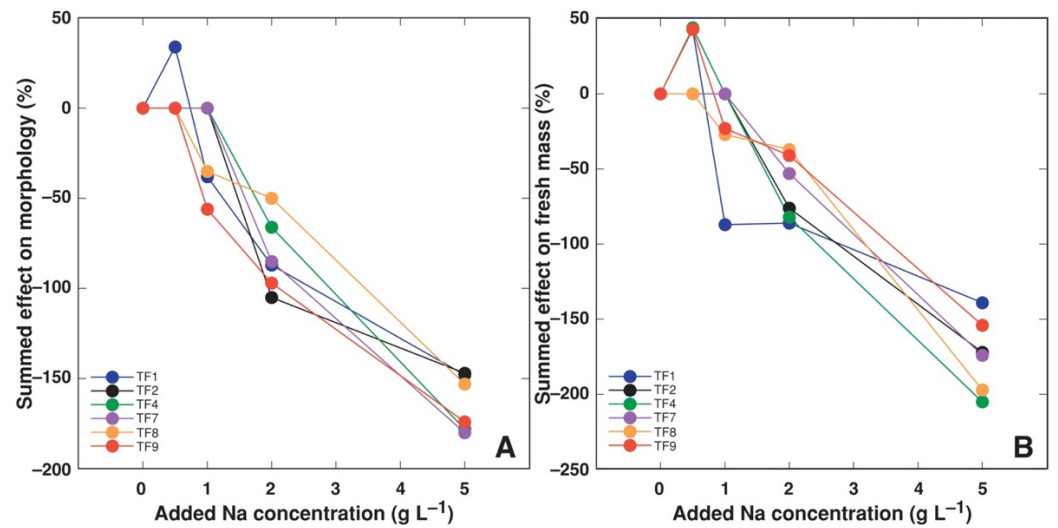 50
0
−50
−100
−150
−200
Summed effect on morphology (%)
TF1
TF2
TF4
TF7
TF8
TF9
A
0 1 2 3 4 5
Added Na concentration (g L⁻¹)
50
0
−50
−100
−150
−200
−250
Summed effect on fresh mass (%)
TF1
TF2
TF4
TF7
TF8
TF9
B
0 1 2 3 4 5
Added Na concentration (g L⁻¹)